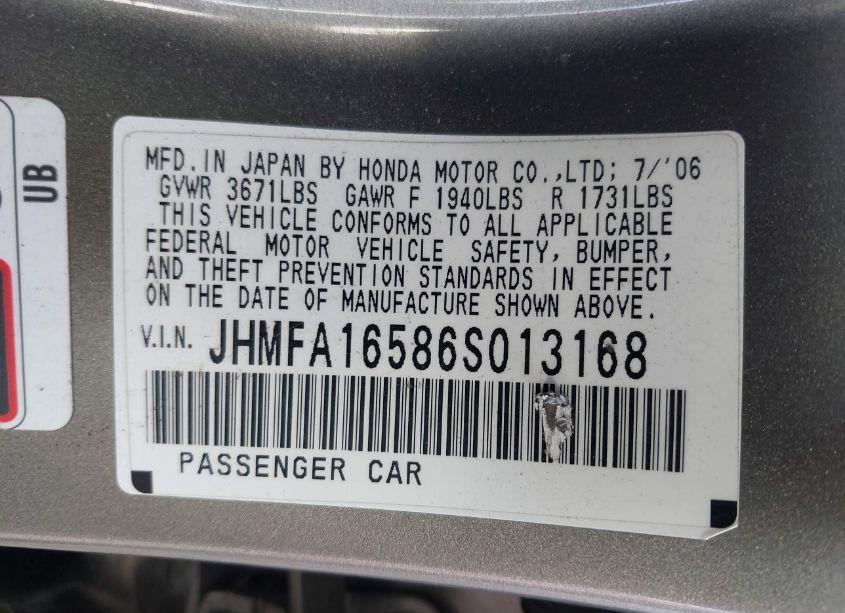 UB
MFD.IN JAPAN BY HONDA MOTOR CO.,LTD; 7/'06
GVWR 3671LBS GAWR F 1940LBS R 1731LBS
THIS VEHICLE CONFORMS TO ALL APPLICABLE
FEDERAL MOTOR VEHICLE SAFETY, BUMPER,
AND THEFT PREVENTION STANDARDS IN EFFECT
ON THE DATE OF MANUFACTURE SHOWN ABOVE.
V.I.N. JHMFA16586S013168
PASSENGER CAR